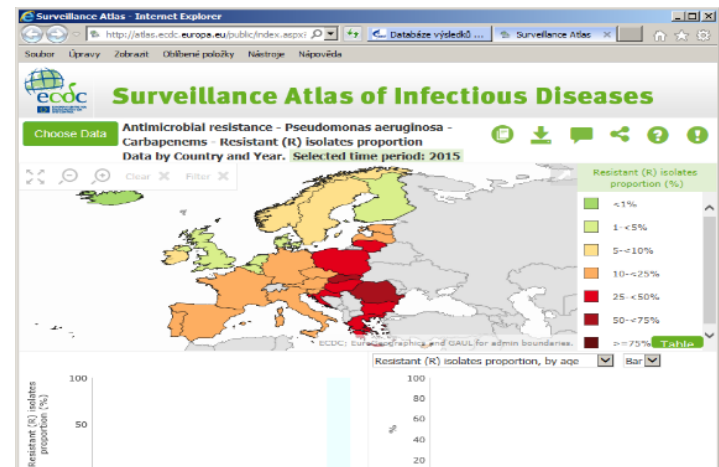 Surveillance Atlas - Internet Explorer
http://atlas.ecdc.europa.eu/public/index.aspx
Databáze výsledků ...
Surveillance Atlas
Soubor Úpravy Zobrazit Oblíbené položky Nástroje Nápověda
ecdc
Surveillance Atlas of Infectious Diseases
Choose Data
Antimicrobial resistance - Pseudomonas aeruginosa -
Carbapenems - Resistant (R) isolates proportion
Data by Country and Year. Selected time period: 2015
Clear Filter
Resistant (R) isolates
proportion (%)
<1%
1-<5%
5-<10%
10-<25%
25-<50%
50-<75%
>=75%
Table
ECDC; EuroGeographics and GAUL for admin boundaries.
Resistant (R) isolates proportion, by age
Bar
Resistant (R) isolates
proportion (%)
100
50
%
100
80
60
40
20